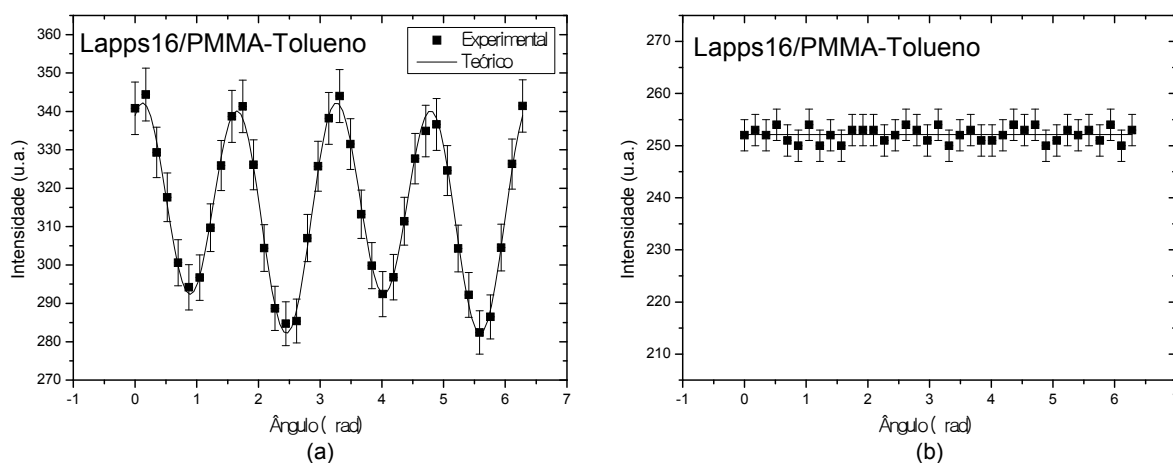 Lapps16/PMMA-Tolueno
Experimental
Teórico
Intensidade (u.a.)
360
350
340
330
320
310
300
290
280
270
-1 0 1 2 3 4 5 6 7
Ângulo ( rad)
(a)
Lapps16/PMMA-Tolueno
Intensidade (u.a.)
270
260
250
240
230
220
210
-1 0 1 2 3 4 5 6
Ângulo ( rad)
(b)